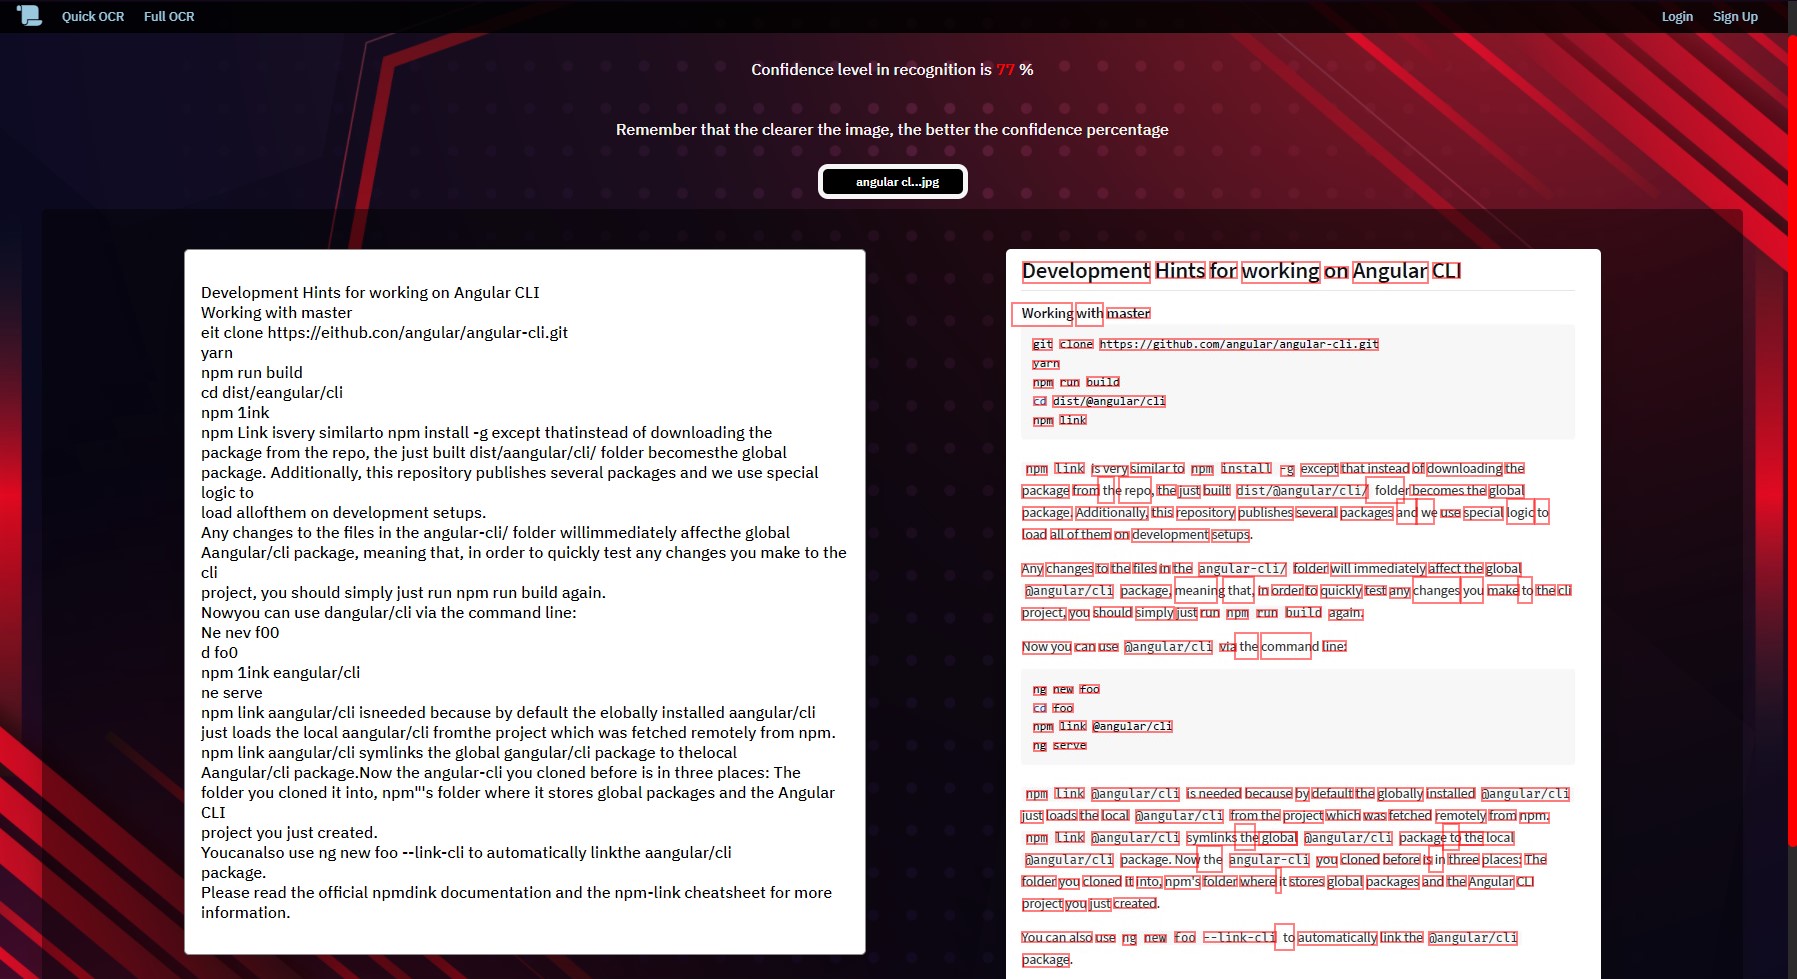 Quick OCR Full OCR Login Sign Up
Confidence level in recognition is 77 %
Remember that the clearer the image, the better the confidence percentage
angular cl...jpg
Development Hints for working on Angular CLI
Working with master
eit clone https://eithub.con/angular/angular-cli.git
yarn
npm run build
cd dist/eangular/cli
npm 1ink
npm Link isvery similarto npm install -g except thatinstead of downloading the
package from the repo, the just built dist/aangular/cli/ folder becomesthe global
package. Additionally, this repository publishes several packages and we use special
logic to
load allofthem on development setups.
Any changes to the files in the angular-cli/ folder willimmediately affecthe global
Aangular/cli package, meaning that, in order to quickly test any changes you make to the
cli
project, you should simply just run npm run build again.
Nowyou can use dangular/cli via the command line:
Ne nev f00
d fo0
npm 1ink eangular/cli
ne serve
npm link aangular/cli isneeded because by default the elobally installed aangular/cli
just loads the local aangular/cli fromthe project which was fetched remotely from npm.
npm link aangular/cli symlinks the global gangular/cli package to thelocal
Aangular/cli package.Now the angular-cli you cloned before is in three places: The
folder you cloned it into, npm"'s folder where it stores global packages and the Angular
CLI
project you just created.
Youcanalso use ng new foo --link-cli to automatically linkthe aangular/cli
package.
Please read the official npmdink documentation and the npm-link cheatsheet for more
information.
Development Hints for working on Angular CLI
Working with master
git clone https://github.com/angular/angular-cli.git
yarn
npm run build
cd dist/@angular/cli
npm link
npm link is very similar to npm install -g except that instead of downloading the
package from the repo, the just built dist/@angular/cli/ folder becomes the global
package. Additionally, this repository publishes several packages and we use special logic to
load all of them on development setups.
Any changes to the files in the angular-cli/ folder will immediately affect the global
@angular/cli package, meaning that, in order to quickly test any changes you make to the cli
project, you should simply just run npm run build again.
Now you can use @angular/cli via the command line:
ng new foo
cd foo
npm link @angular/cli
ng serve
npm link @angular/cli is needed because by default the globally installed @angular/cli
just loads the local @angular/cli from the project which was fetched remotely from npm.
npm link @angular/cli symlinks the global @angular/cli package to the local
@angular/cli package. Now the angular-cli you cloned before is in three places: The
folder you cloned it into, npm's folder where it stores global packages and the Angular CLI
project you just created.
You can also use ng new foo --link-cli to automatically link the @angular/cli
package.